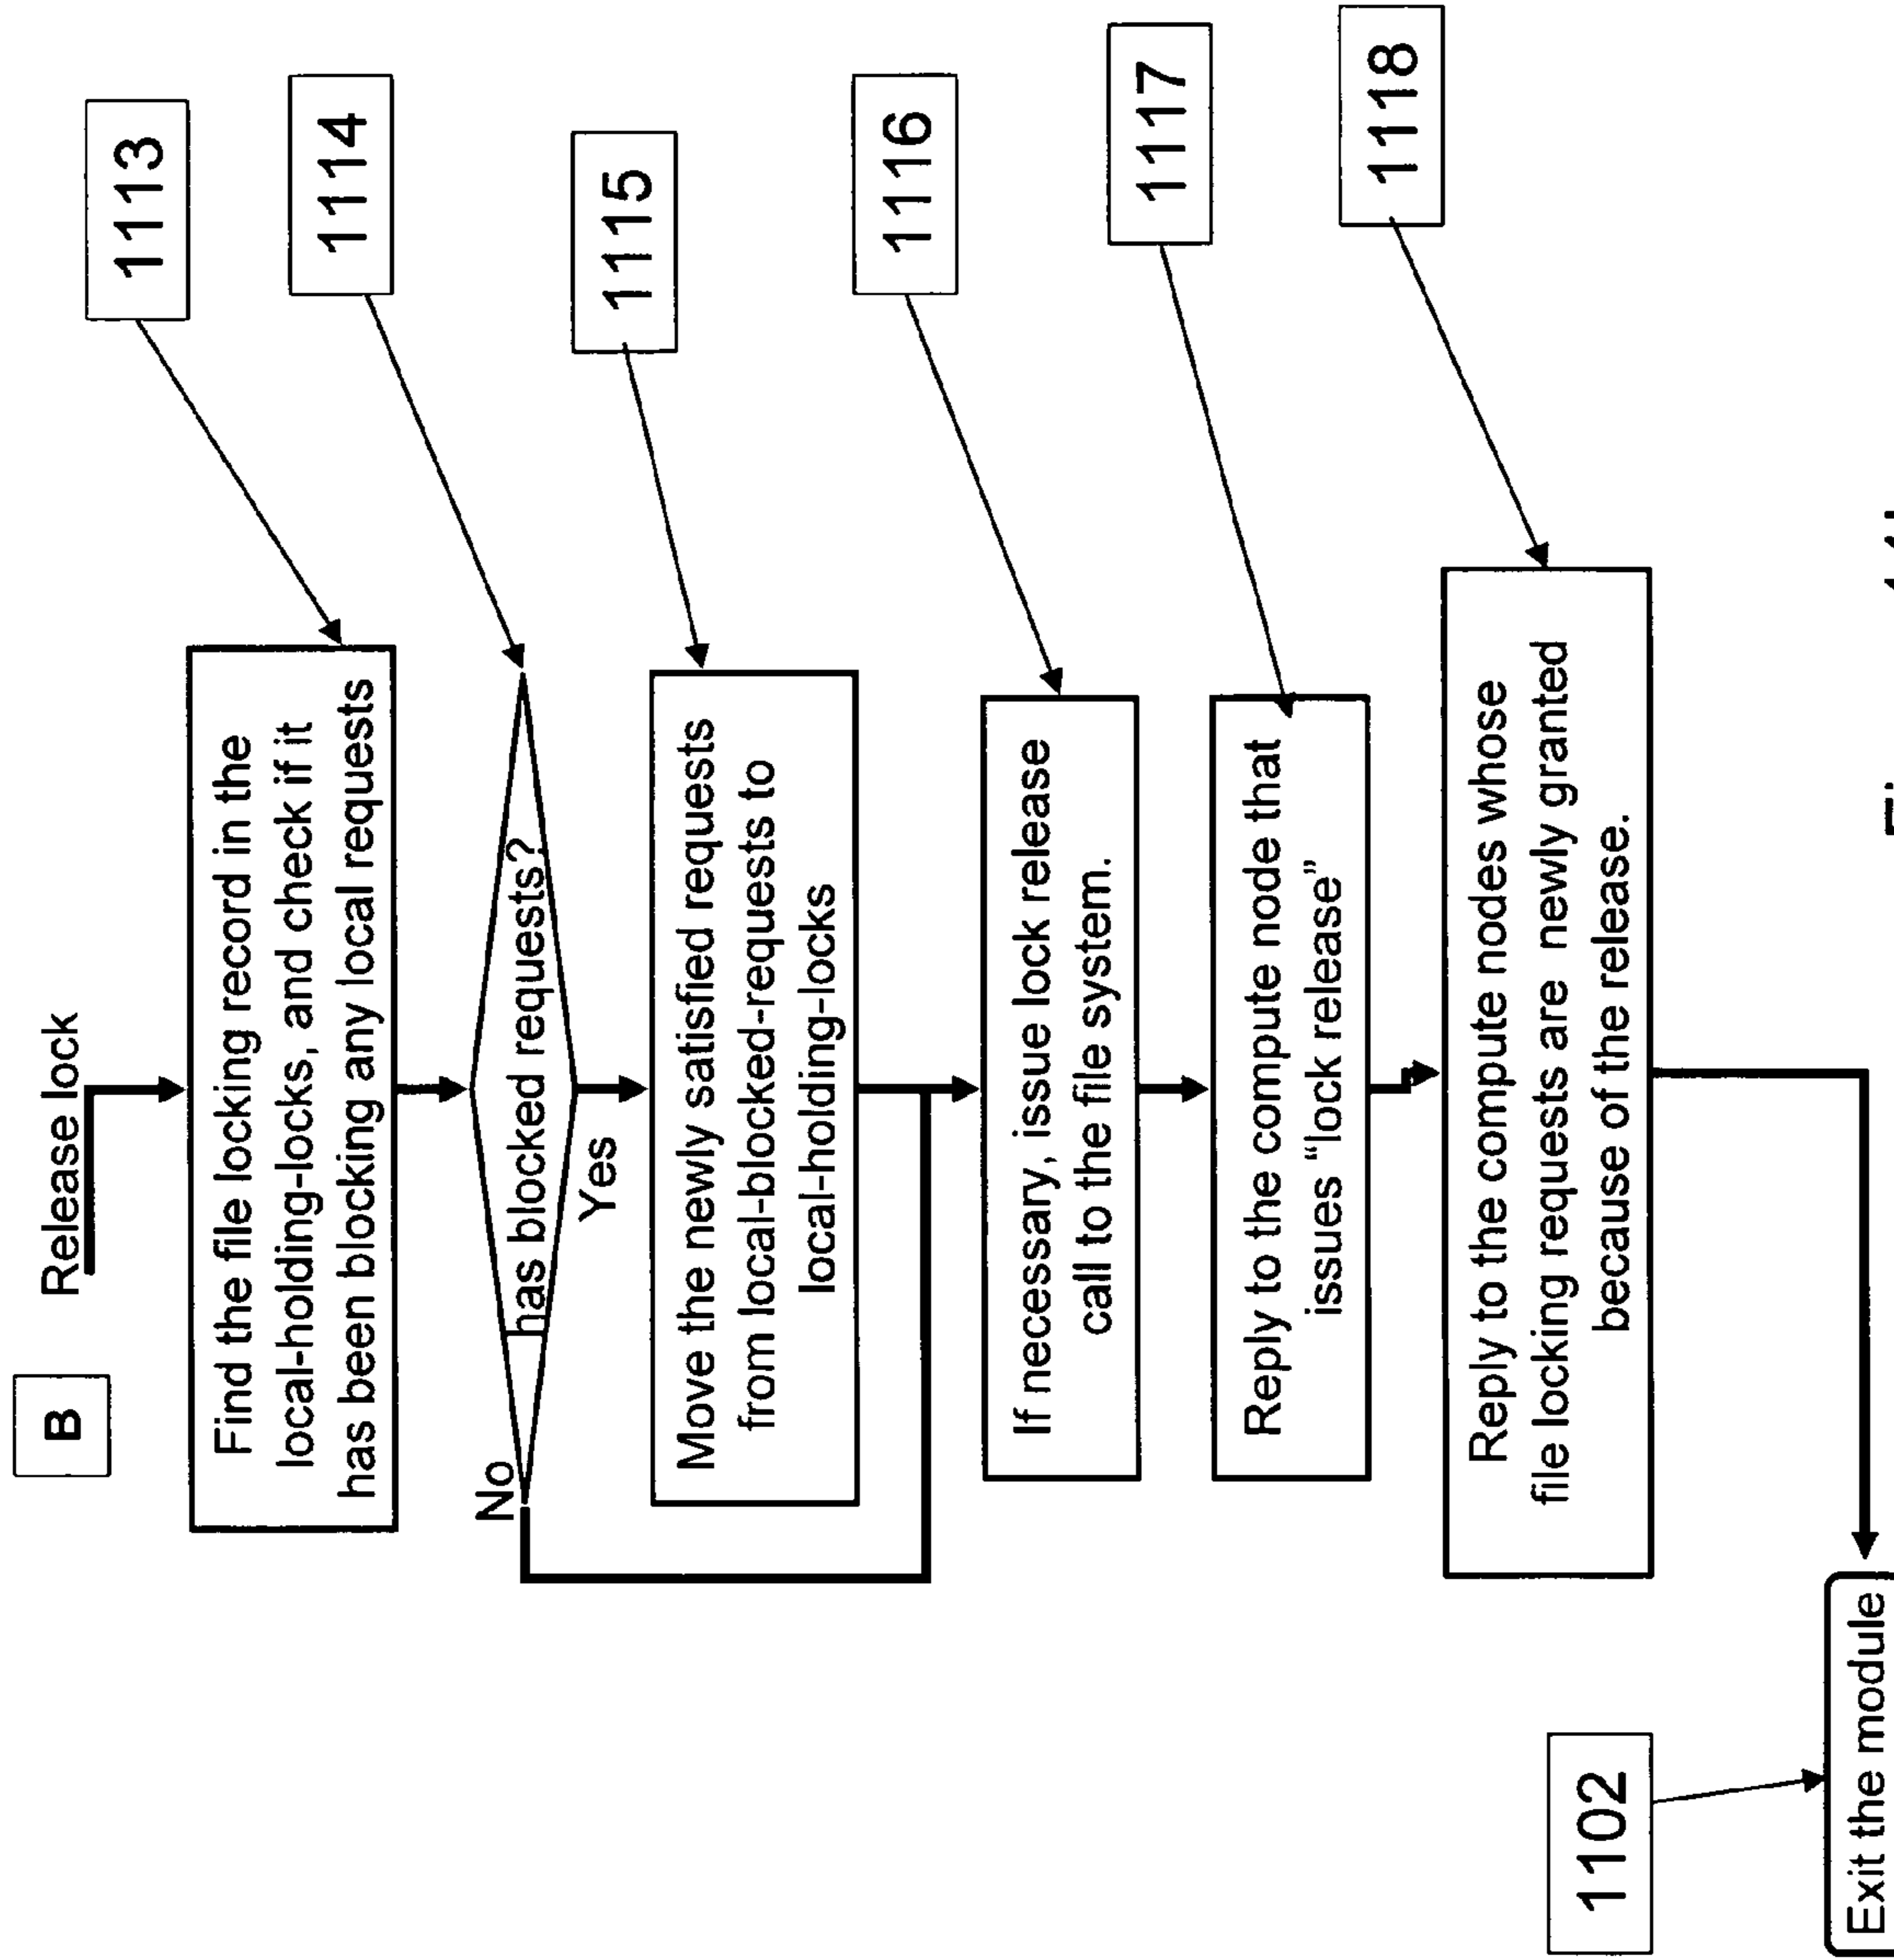 B
Release lock
1113
Find the file locking record in the
local-holding-locks, and check if it
has been blocking any local requests
1114
No
has blocked requests?
Yes
1115
Move the newly satisfied requests
from local-blocked-requests to
local-holding-locks
1116
If necessary, issue lock release
call to the file system.
1117
Reply to the compute node that
issues “lock release”
1118
Reply to the compute nodes whose
file locking requests are newly granted
because of the release.
1102
Exit the module